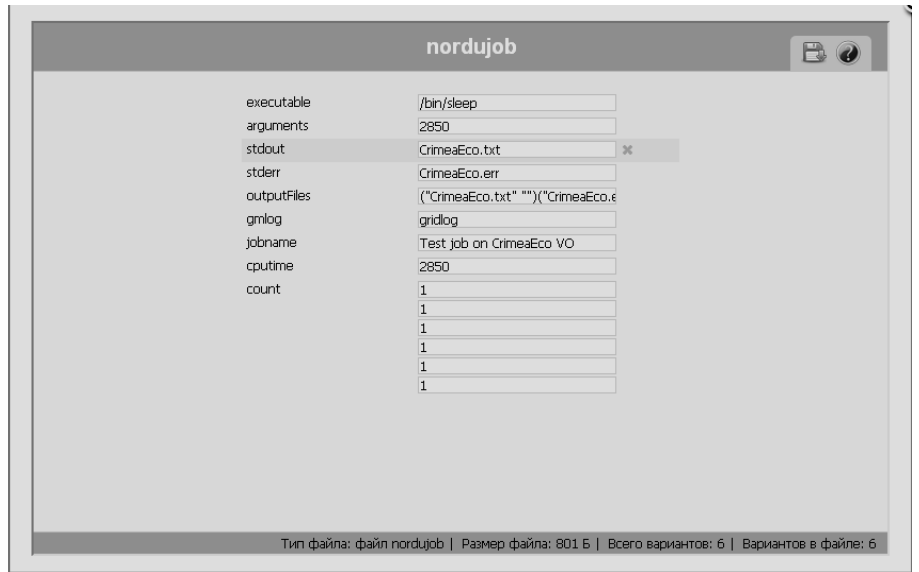 nordujob
executable /bin/sleep
arguments 2850
stdout CrimeaEco.txt
stderr CrimeaEco.err
outputFiles ("CrimeaEco.txt" "")("CrimeaEco.e
gmlog gridlog
jobname Test job on CrimeaEco VO
cputime 2850
count 1
1
1
1
1
1
Тип файла: файл nordujob | Размер файла: 801 Б | Всего вариантов: 6 | Вариантов в файле: 6